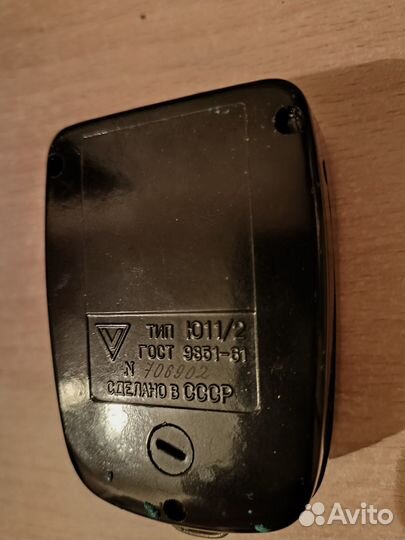 V ТИП Ю11/2
ГОСТ 9851-61
N 706902
СДЕЛАНО В СССР
Avito